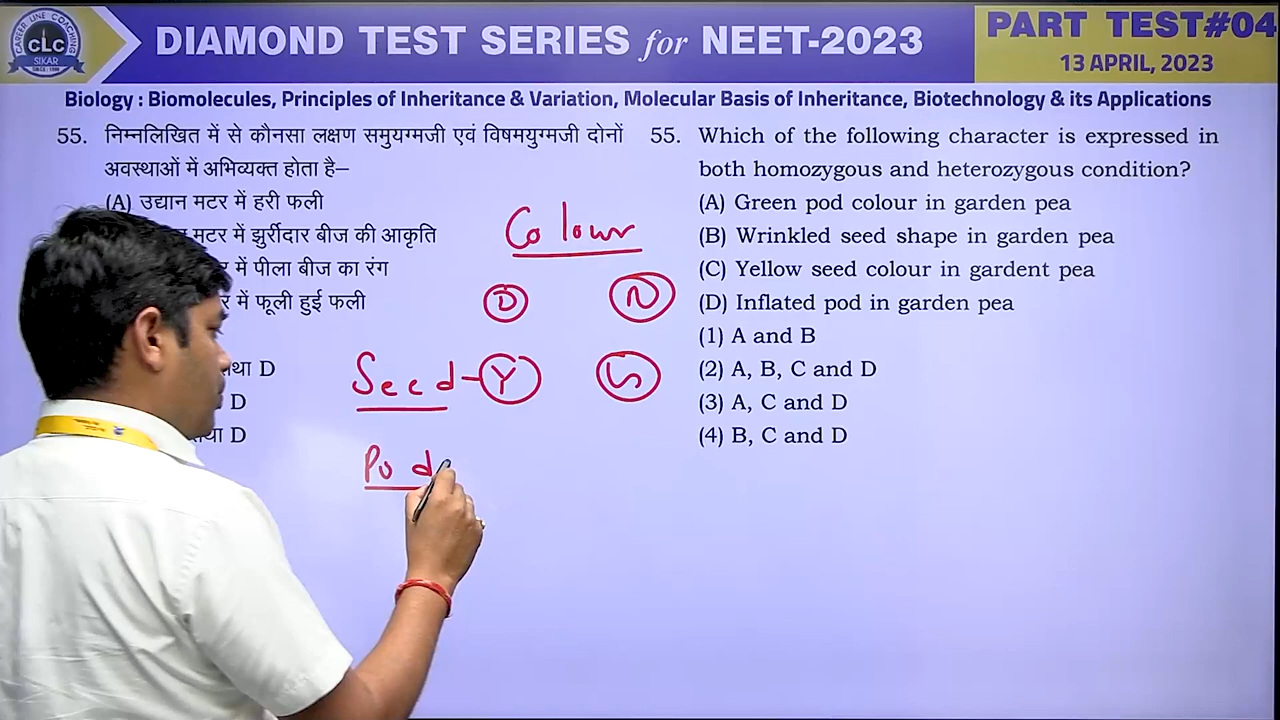 CAREER LINE COACHING
CLC
SIKAR
DIAMOND TEST SERIES for NEET-2023
PART TEST#04
13 APRIL, 2023
Biology : Biomolecules, Principles of Inheritance & Variation, Molecular Basis of Inheritance, Biotechnology & its Applications
55. निम्नलिखित में से कौनसा लक्षण समुयग्मजी एवं विषमयुग्मजी दोनों
अवस्थाओं में अभिव्यक्त होता है–
(A) उद्यान मटर में हरी फली
मटर में झुर्रीदार बीज की आकृति
में पीला बीज का रंग
में फूली हुई फली
तथा D
D
तथा D
55. Which of the following character is expressed in
both homozygous and heterozygous condition?
(A) Green pod colour in garden pea
(B) Wrinkled seed shape in garden pea
(C) Yellow seed colour in gardent pea
(D) Inflated pod in garden pea
(1) A and B
(2) A, B, C and D
(3) A, C and D
(4) B, C and D
Colour
D
Seed - Y
Pod